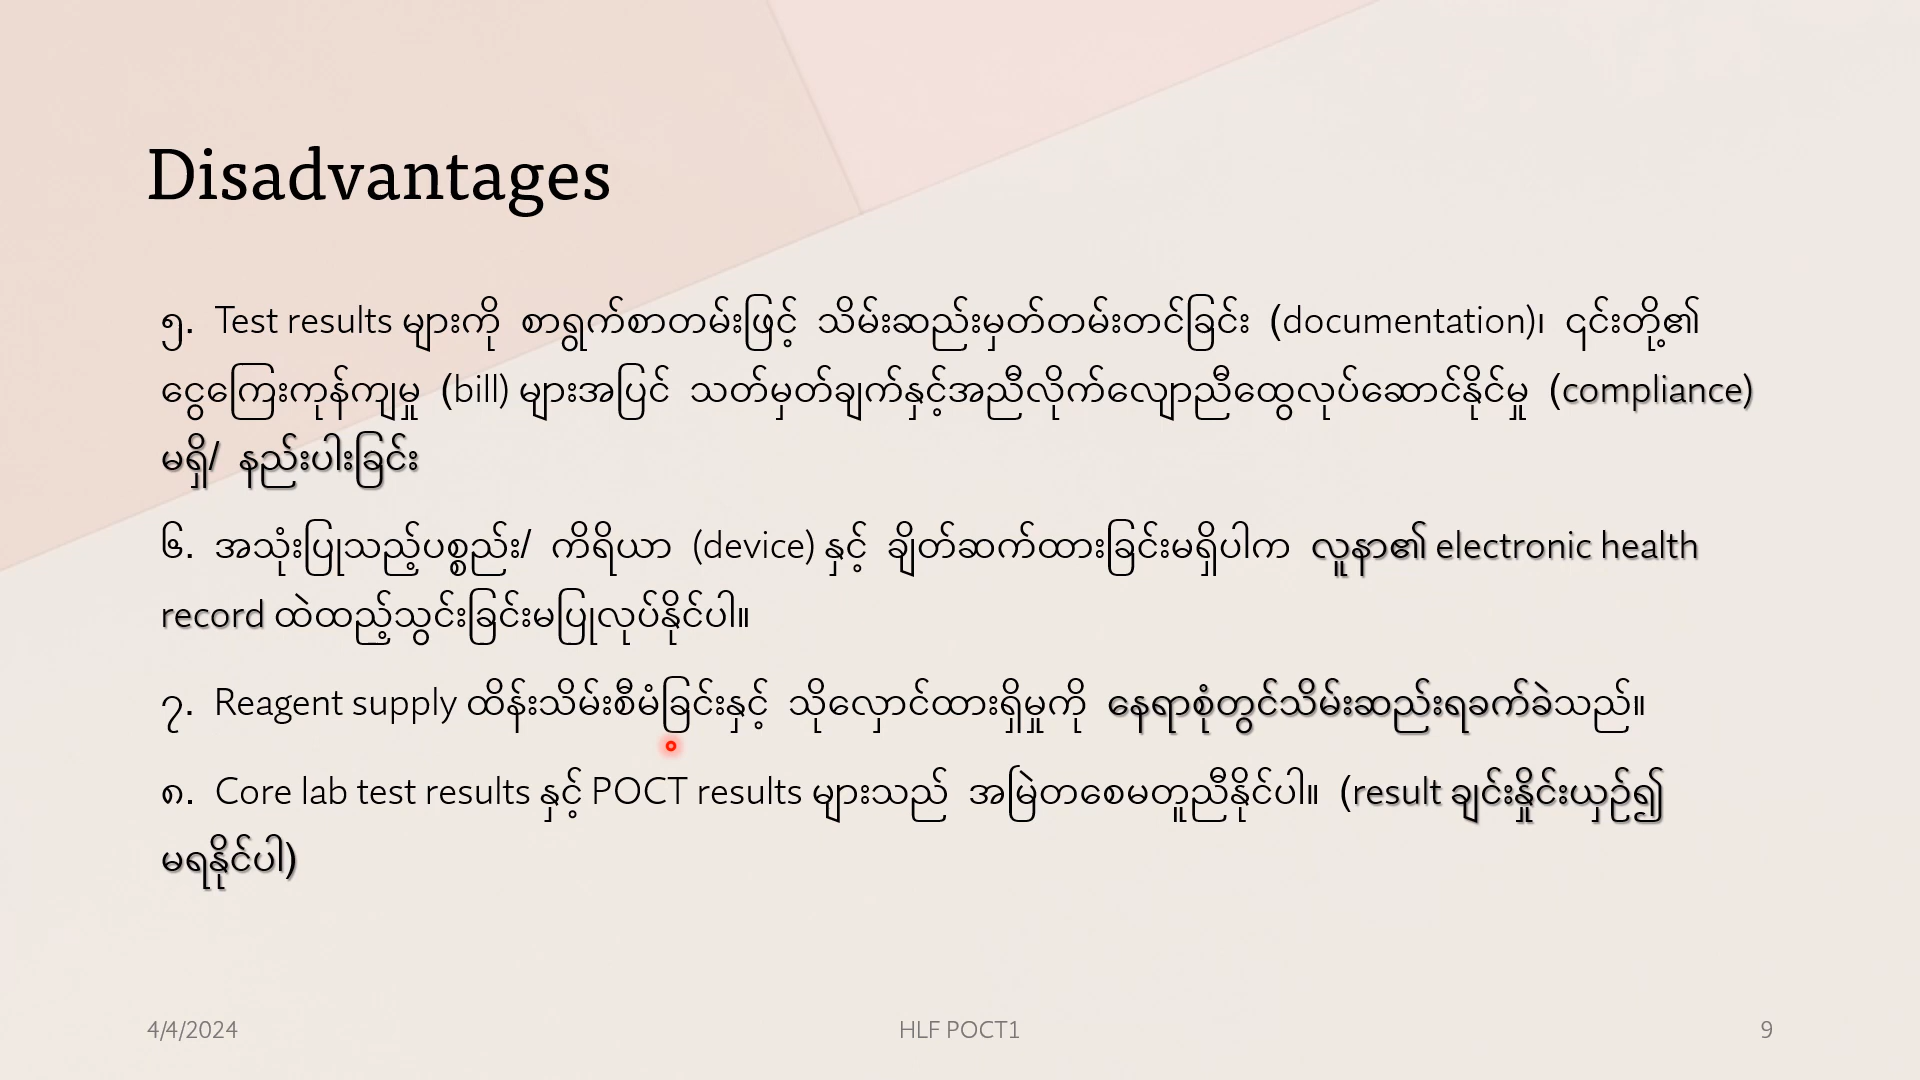 Disadvantages
၅. Test results များကို စာရွက်စာတမ်းဖြင့် သိမ်းဆည်းမှတ်တမ်းတင်ခြင်း (documentation)၊ ၎င်းတို့၏
ငွေကြေးကုန်ကျမှု (bill) များအပြင် သတ်မှတ်ချက်နှင့်အညီလိုက်လျောညီထွေလုပ်ဆောင်နိုင်မှု (compliance)
မရှိ/ နည်းပါးခြင်း
၆. အသုံးပြုသည့်ပစ္စည်း/ ကိရိယာ (device) နှင့် ချိတ်ဆက်ထားခြင်းမရှိပါက လူနာ၏ electronic health
record ထဲထည့်သွင်းခြင်းမပြုလုပ်နိုင်ပါ။
၇. Reagent supply ထိန်းသိမ်းစီမံခြင်းနှင့် သိုလှောင်ထားရှိမှုကို နေရာစုံတွင်သိမ်းဆည်းရခက်ခဲသည်။
၈. Core lab test results နှင့် POCT results များသည် အမြဲတစေမတူညီနိုင်ပါ။ (result ချင်းနှိုင်းယှဉ်၍
မရနိုင်ပါ)
4/4/2024
HLF POCT1
9